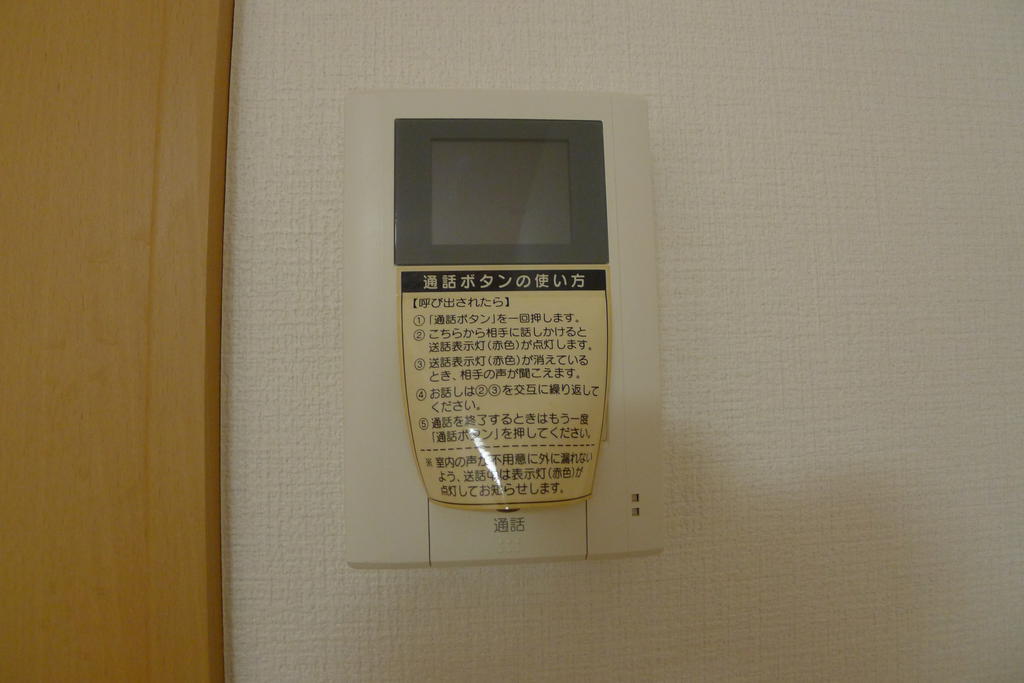 通話ボタンの使い方
【呼び出されたら】
①「通話ボタン」を一回押します。
②こちらから相手に話しかけると
送話表示灯(赤色)が点灯します。
③送話表示灯(赤色)が消えている
とき、相手の声が聞こえます。
④お話しは②③を交互に繰り返して
ください。
⑤通話を終了するときはもう一度
「通話ボタン」を押してください。
※室内の声が不用意に外に漏れない
よう、送話中は表示灯(赤色)が
点灯してお知らせします。
通話